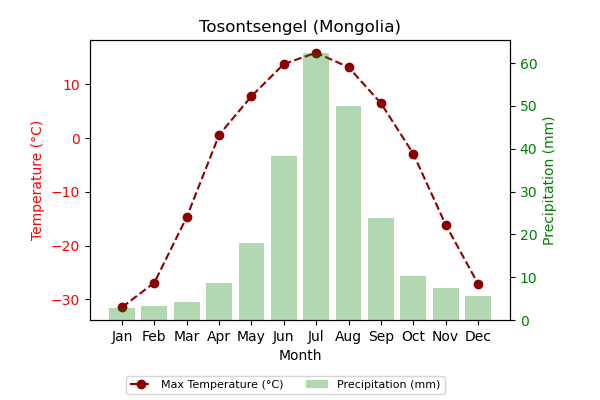 Tosontsengel (Mongolia)
Temperature (°C)
10
0
−10
−20
−30
60
50
40
30
20
10
0
Precipitation (mm)
Jan Feb Mar Apr May Jun Jul Aug Sep Oct Nov Dec
Month
Max Temperature (°C) Precipitation (mm)